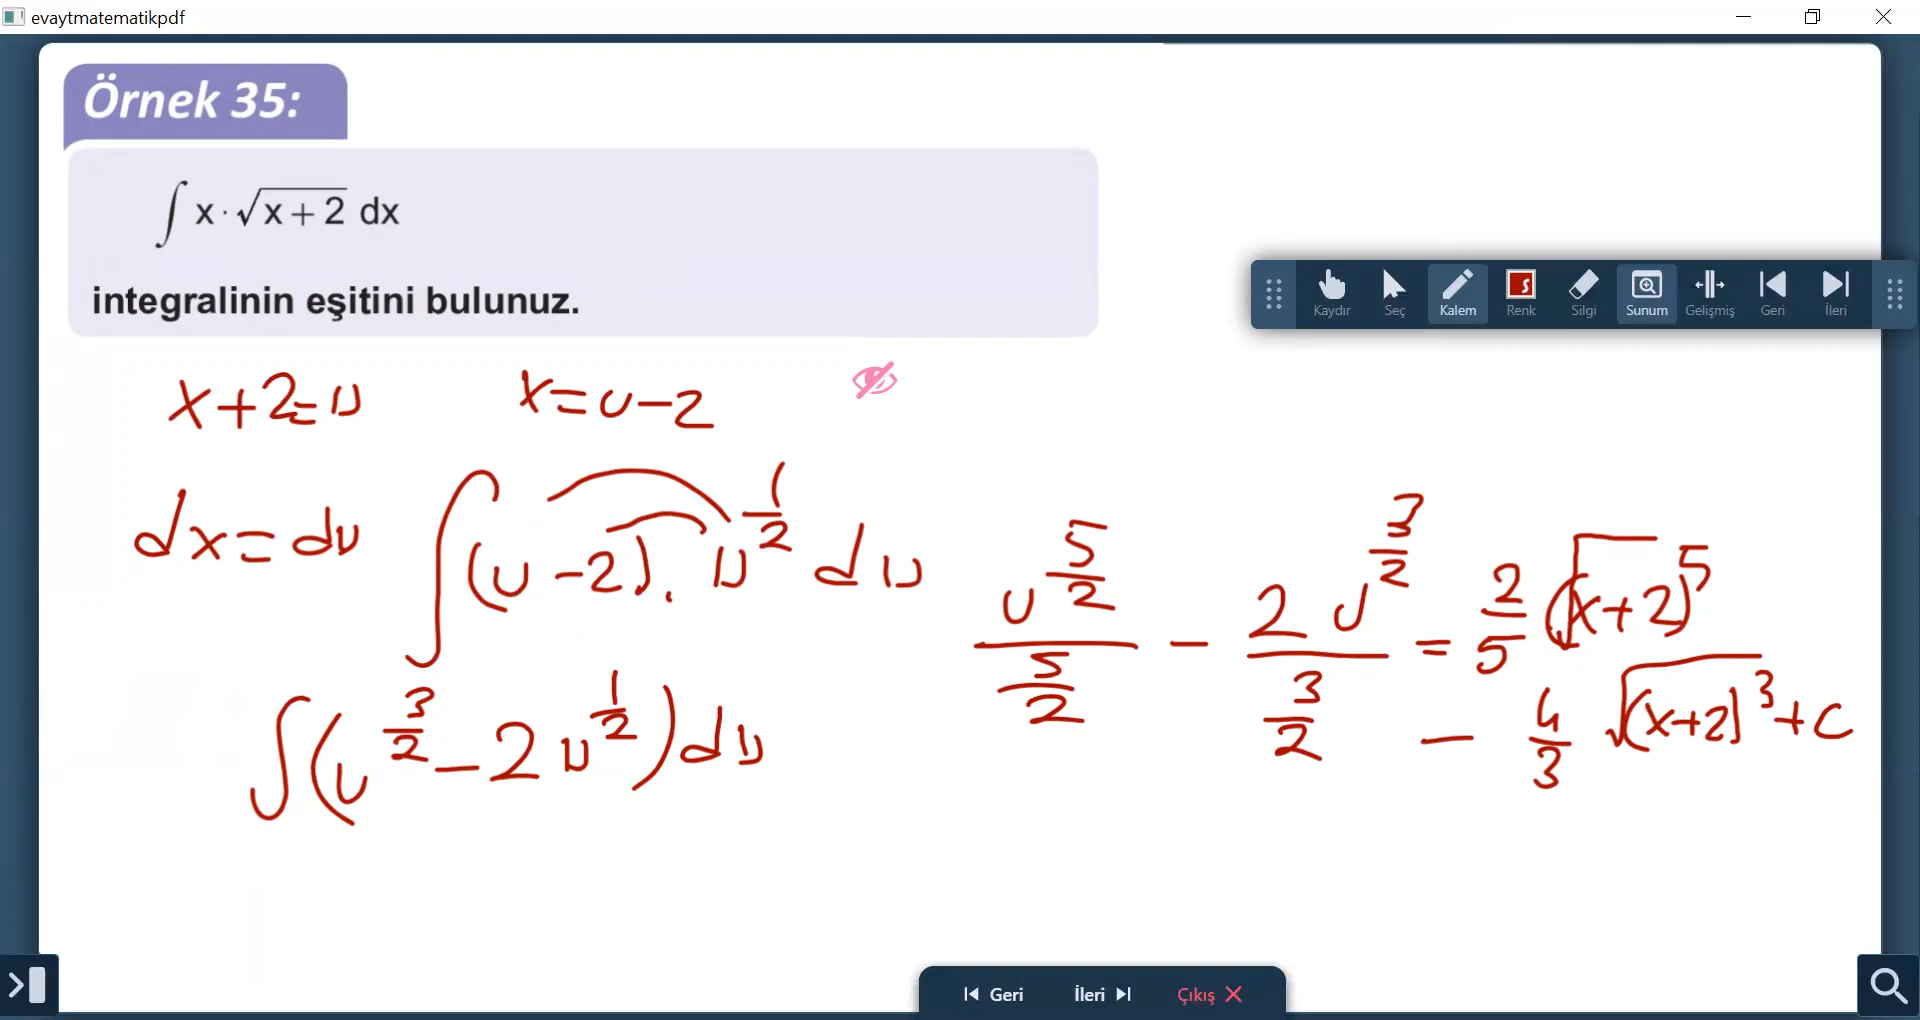 evaytmatematikpdf
Örnek 35:
∫ x · √(x + 2) dx
integralinin eşitini bulunuz.
Kaydır Seç Kalem Renk Silgi Sunum Gelişmiş Geri İleri
x+2=u x=u-2
dx=du ∫(u-2).u^(1/2) du
u^(5/2)/(5/2) - 2u^(3/2)/(3/2) = 2/5 √(x+2)^5
- 4/3 √(x+2)^3 + c
∫(u^(3/2) - 2u^(1/2))du
Geri İleri Çıkış